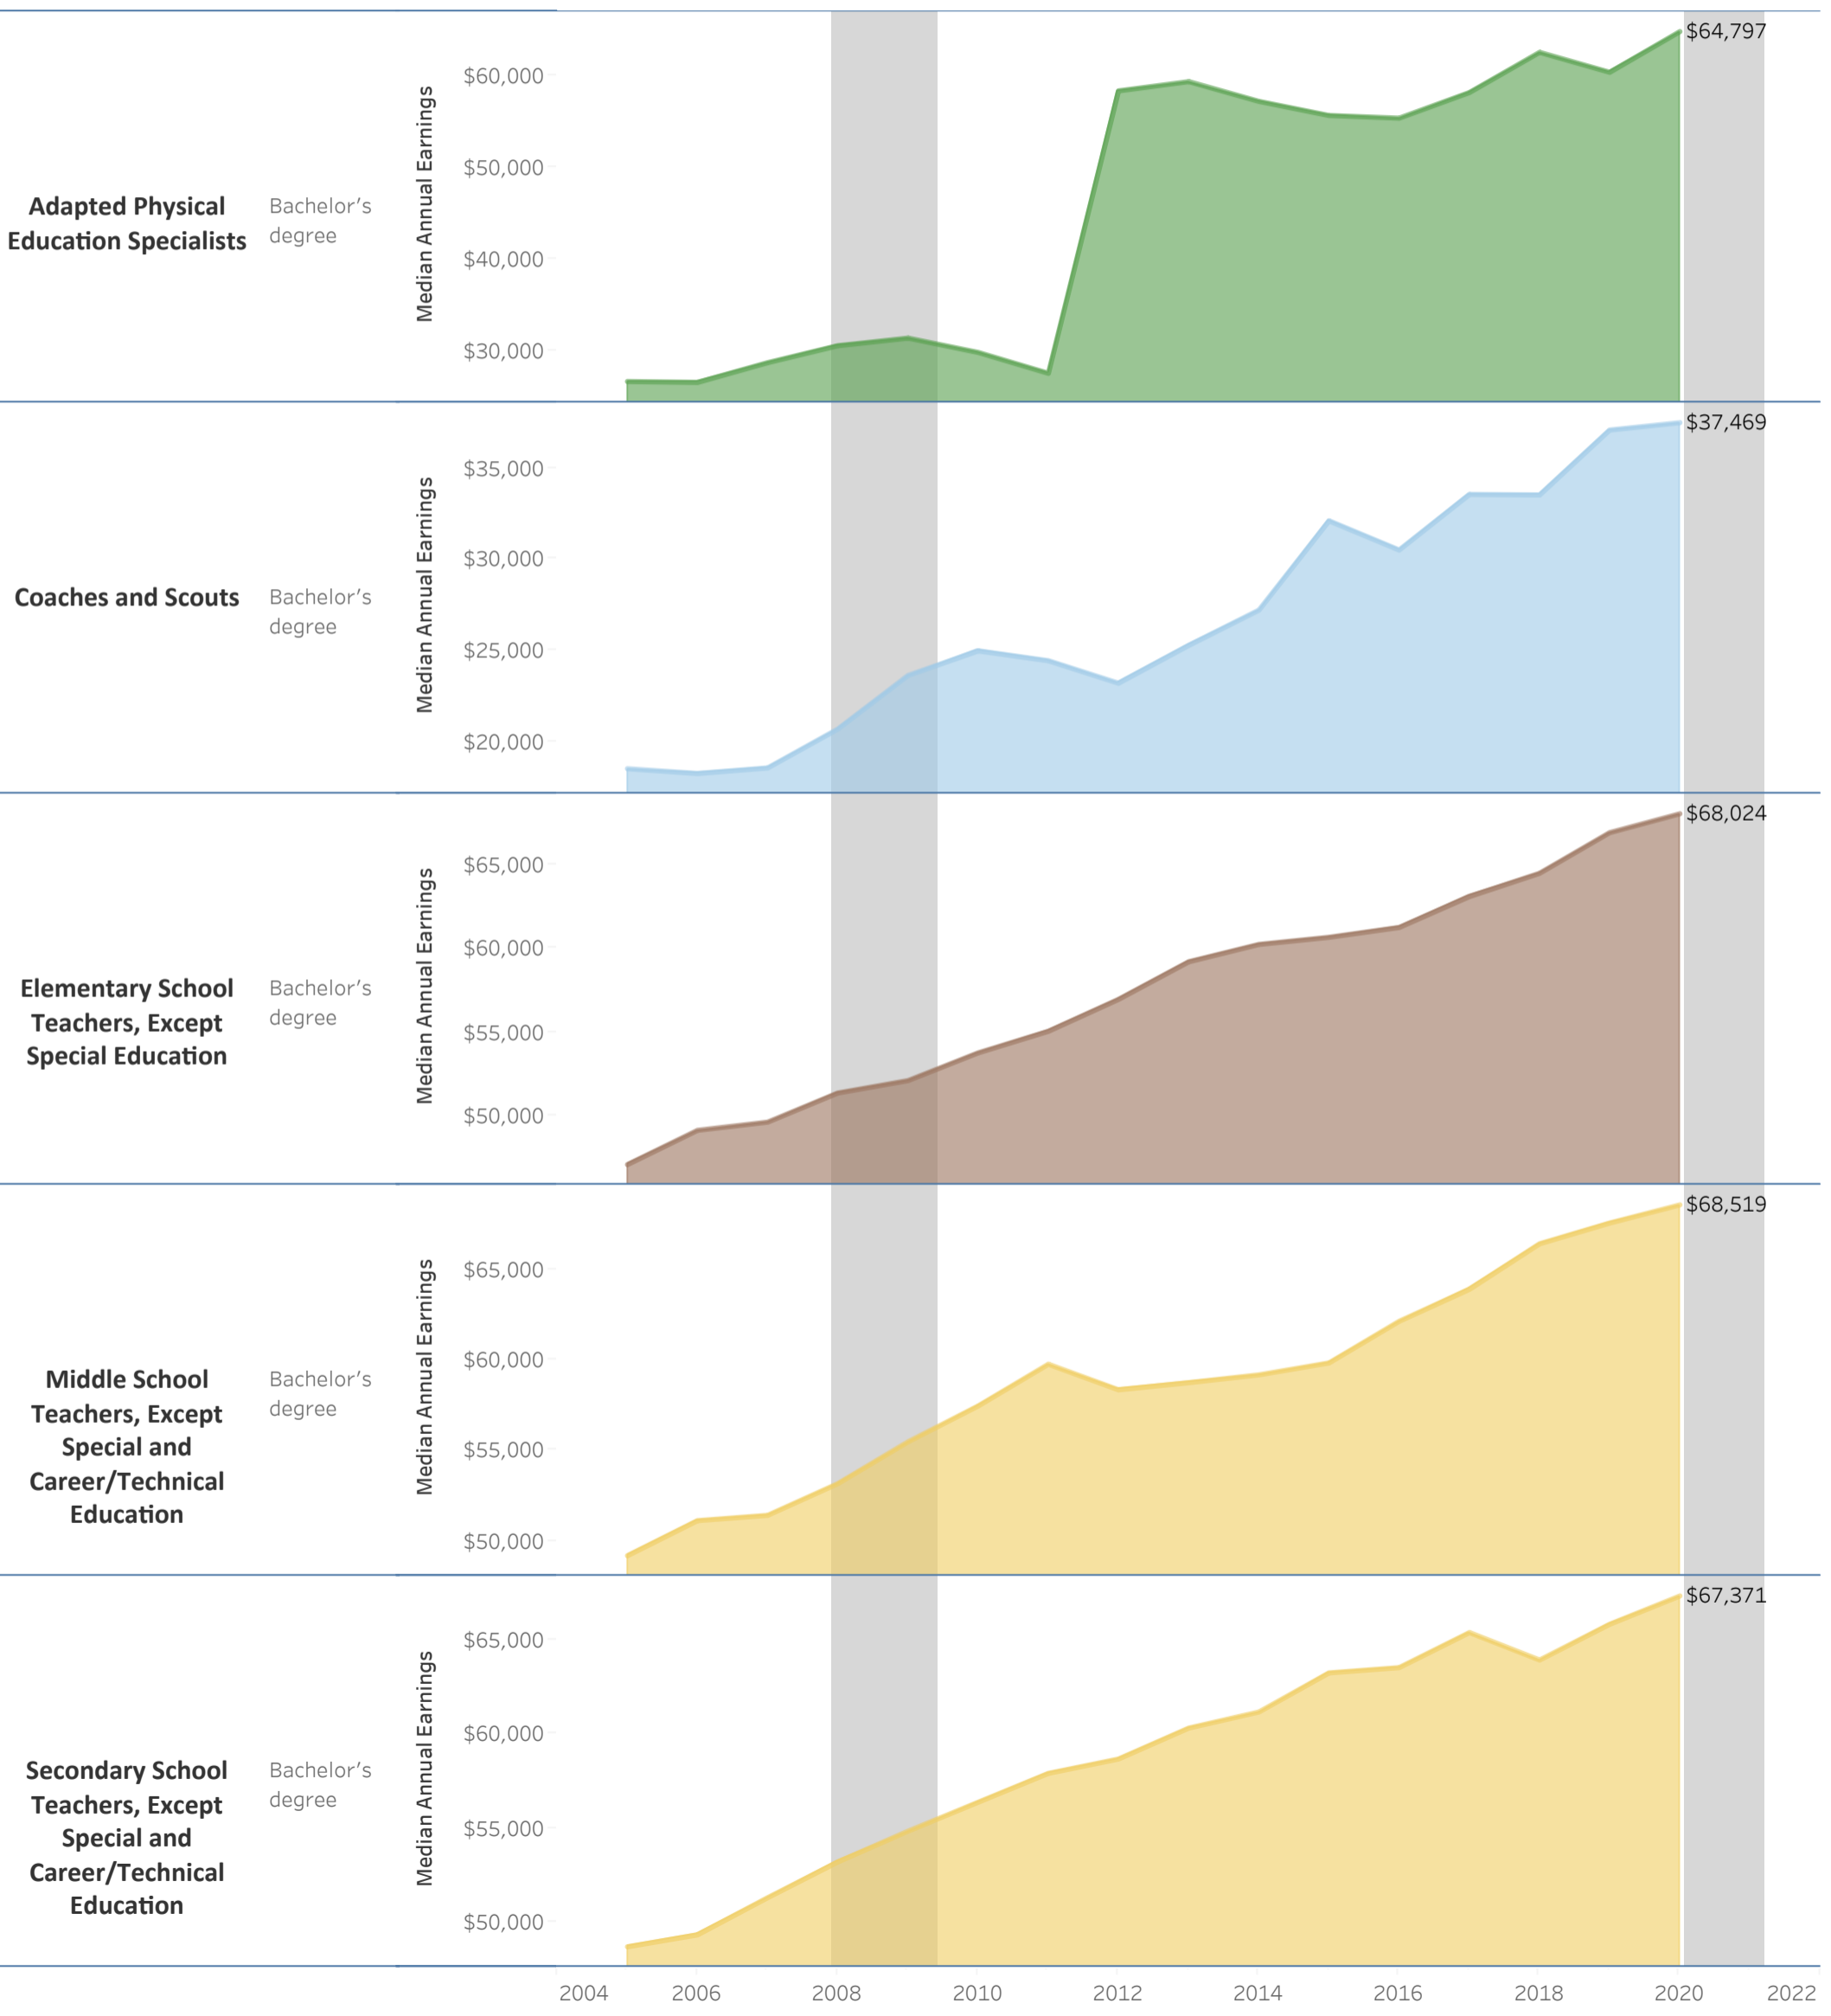 $64,797
$60,000
$50,000
$40,000
$30,000
Median Annual Earnings
Adapted Physical
Education Specialists
Bachelor's
degree
$37,469
$35,000
$30,000
$25,000
$20,000
Median Annual Earnings
Coaches and Scouts
Bachelor's
degree
$68,024
$65,000
$60,000
$55,000
$50,000
Median Annual Earnings
Elementary School
Teachers, Except
Special Education
Bachelor's
degree
$68,519
$65,000
$60,000
$55,000
$50,000
Median Annual Earnings
Middle School
Teachers, Except
Special and
Career/Technical
Education
Bachelor's
degree
$67,371
$65,000
$60,000
$55,000
$50,000
Median Annual Earnings
Secondary School
Teachers, Except
Special and
Career/Technical
Education
Bachelor's
degree
2004 2006 2008 2010 2012 2014 2016 2018 2020 2022